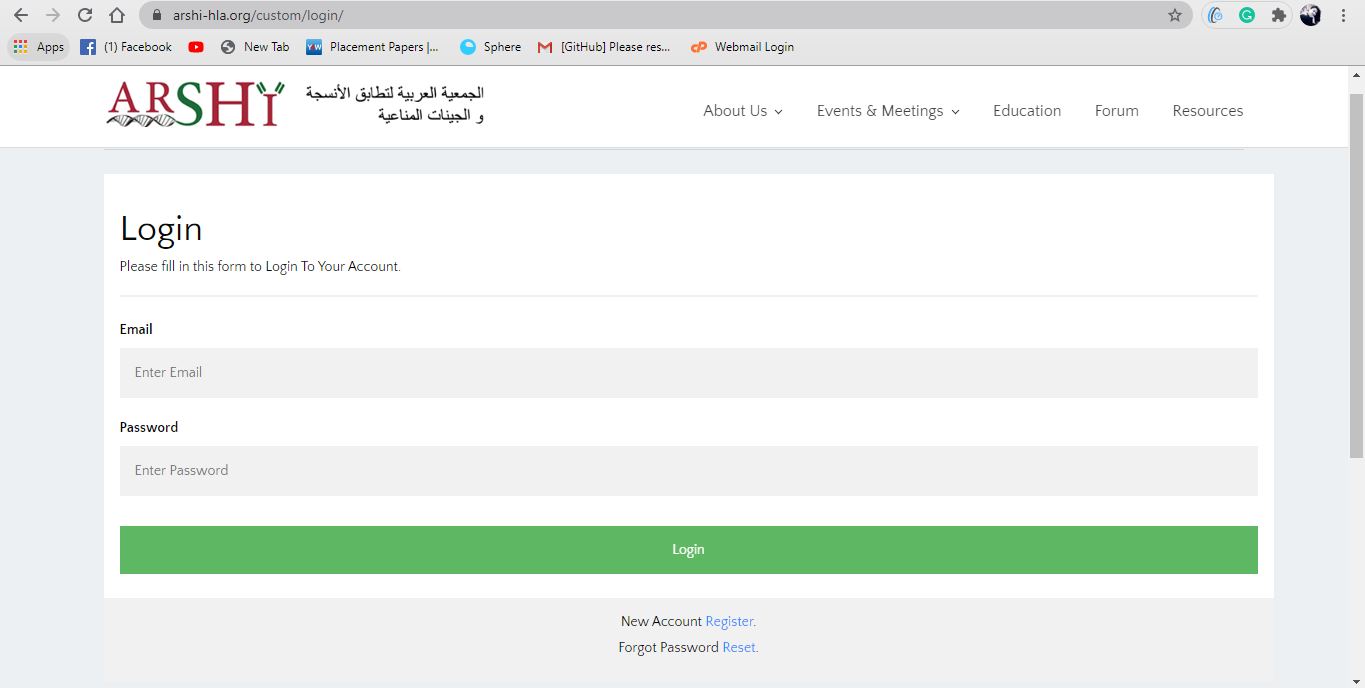 arshi-hla.org/custom/login/
Apps (1) Facebook New Tab Placement Papers |... Sphere [GitHub] Please res... Webmail Login
ARSHI
الجمعية العربية لتطابق الأنسجة
و الجينات المناعية
About Us Events & Meetings Education Forum Resources
Login
Please fill in this form to Login To Your Account.
Email
Enter Email
Password
Enter Password
Login
New Account Register.
Forgot Password Reset.